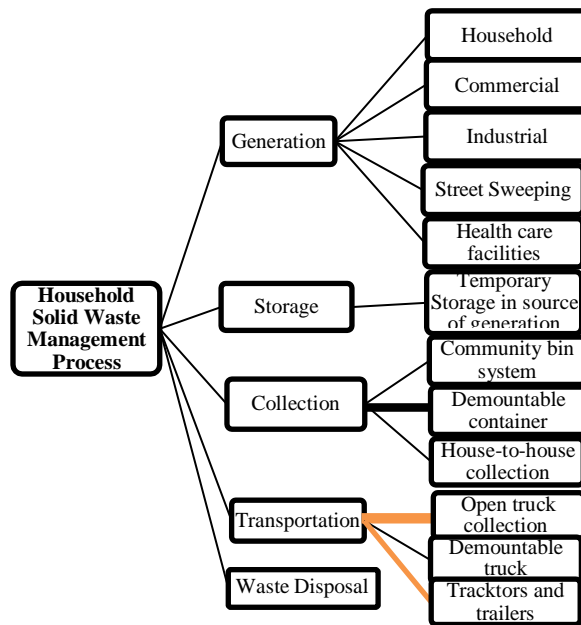 Household
Solid Waste
Management
Process
Generation
Household
Commercial
Industrial
Street Sweeping
Health care
facilities
Storage
Temporary
Storage in source
of generation
Collection
Community bin
system
Demountable
container
House-to-house
collection
Transportation
Open truck
collection
Demountable
truck
Tracktors and
trailers
Waste Disposal